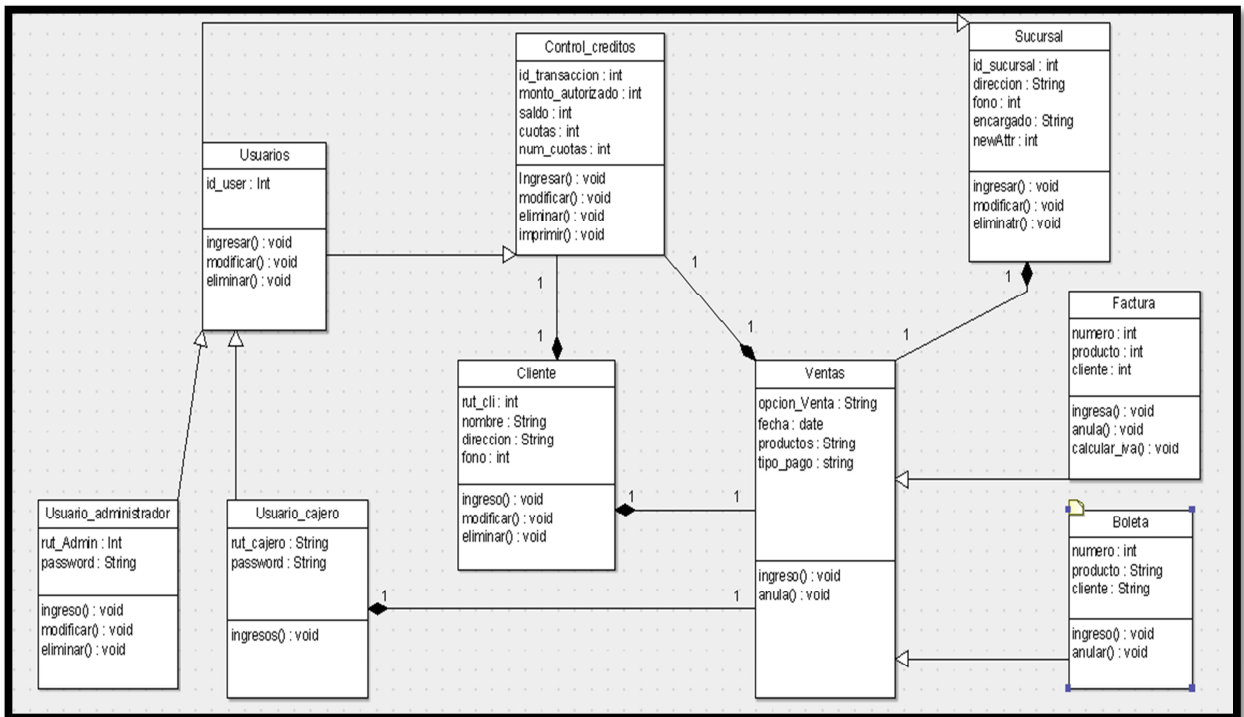 Control_creditos
id_transaccion : int
monto_autorizado : int
saldo : int
cuotas : int
num_cuotas : int
Ingresar() : void
modificar() : void
eliminar() : void
imprimir() : void
Sucursal
id_sucursal : int
direccion : String
fono : int
encargado : String
newAttr : int
ingresar() : void
modificar() : void
eliminatr() : void
Usuarios
id_user : Int
ingresar() : void
modificar() : void
eliminar() : void
1
1
1
1
1
1
Factura
numero : int
producto : int
cliente : int
ingresa() : void
anula() : void
calcular_iva() : void
Cliente
rut_cli : int
nombre : String
direccion : String
fono : int
ingreso() : void
modificar() : void
eliminar() : void
Ventas
opcion_Venta : String
fecha : date
productos : String
tipo_pago : string
ingreso() : void
anula() : void
1
1
1
1
Usuario_administrador
rut_Admin : Int
password : String
ingreso() : void
modificar() : void
eliminar() : void
Usuario_cajero
rut_cajero : String
password : String
ingresos() : void
Boleta
numero : int
producto : String
cliente : String
ingreso() : void
anular() : void